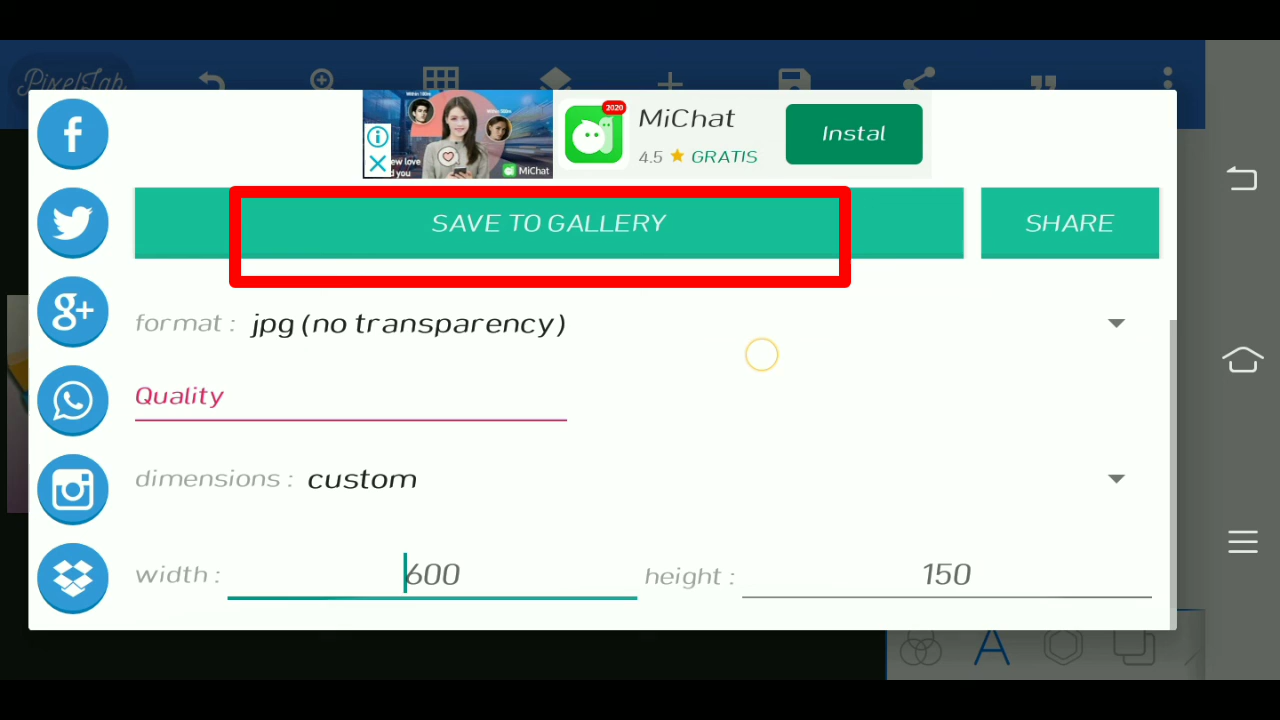 PixelLab
MiChat
2020
MiChat
Instal
4.5 GRATIS
SAVE TO GALLERY
SHARE
format : jpg (no transparency)
Quality
dimensions : custom
width : 600
height : 150